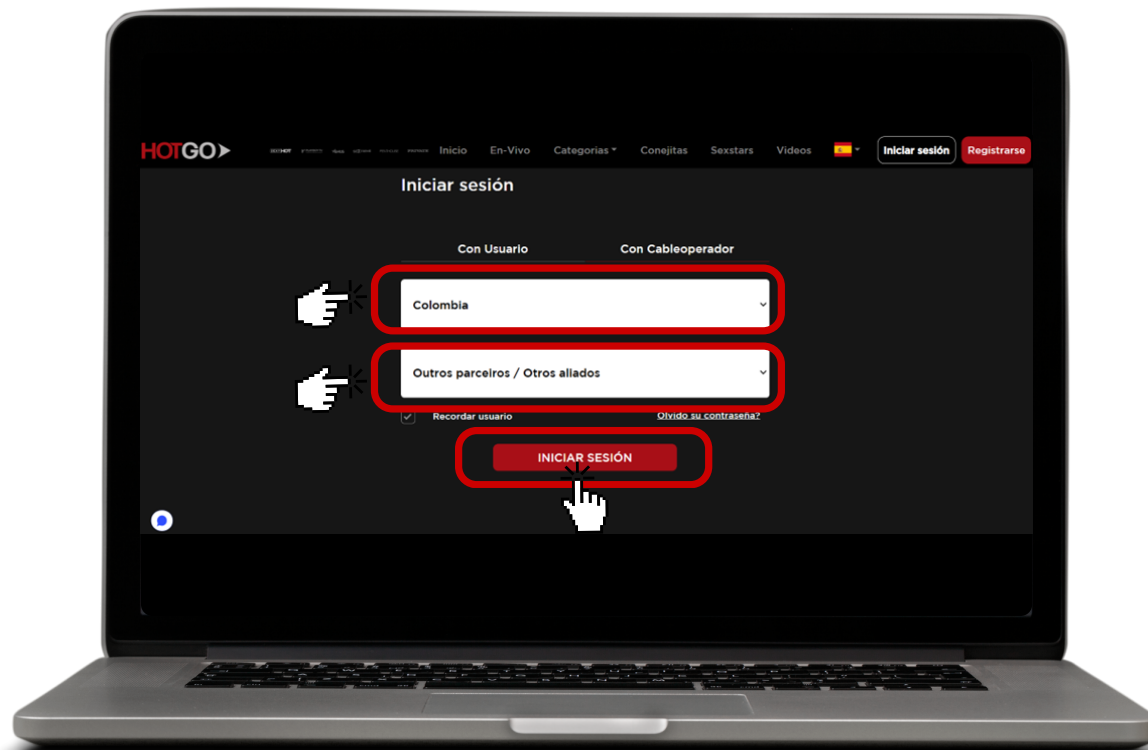 HOTGO
Inicio En-Vivo Categorias Conejitas Sexstars Videos Iniciar sesión Registrarse
Iniciar sesión
Con Usuario Con Cableoperador
Colombia
Outros parceiros / Otros aliados
Recordar usuario Olvido su contraseña?
INICIAR SESIÓN